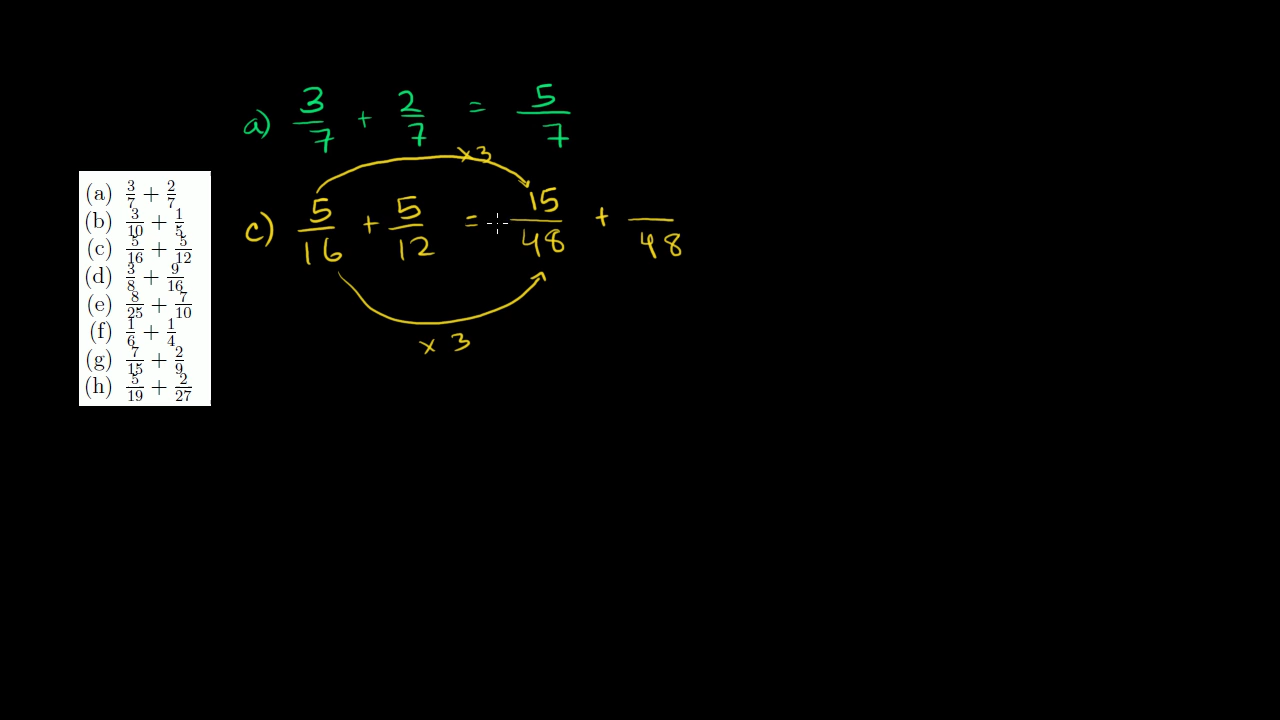 a) 3/7 + 2/7 = 5/7
×3
c) 5/16 + 5/12 = 15/48 + /48
× 3
(a) 3/7 + 2/7
(b) 3/10 + 1/5
(c) 5/16 + 5/12
(d) 3/8 + 9/16
(e) 8/25 + 7/10
(f) 1/6 + 1/4
(g) 7/15 + 2/9
(h) 5/19 + 2/27